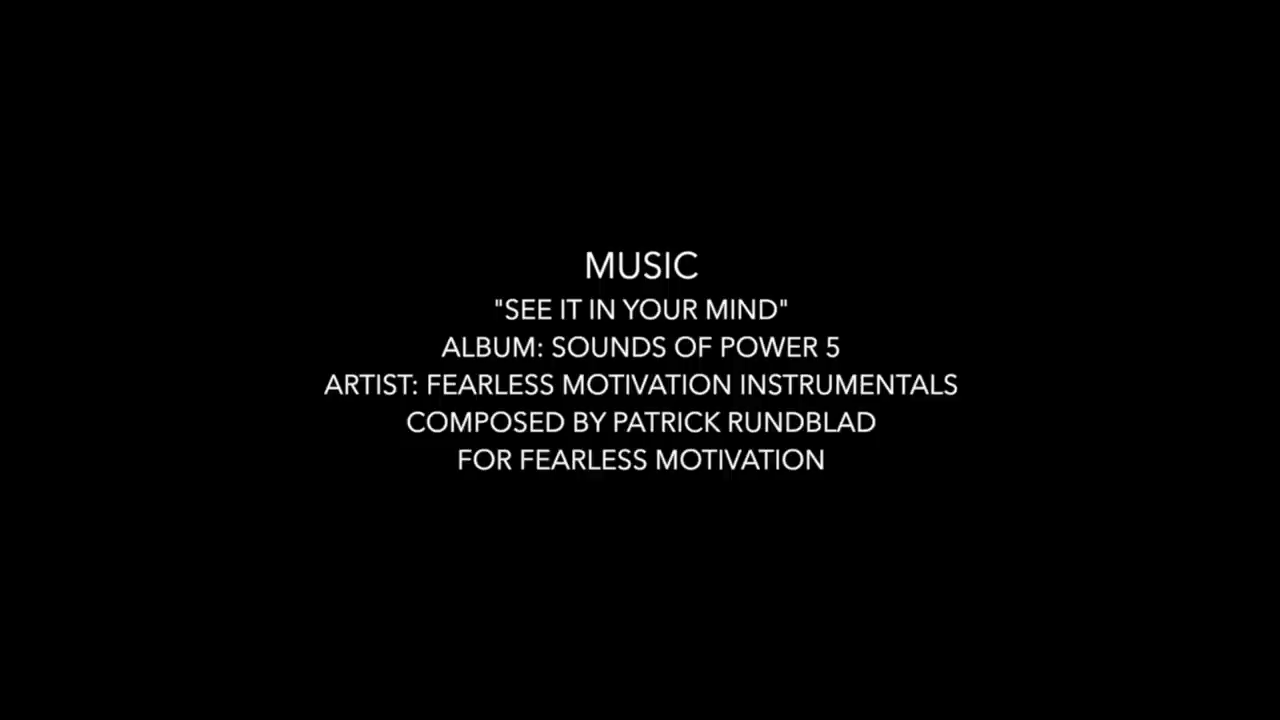 MUSIC
"SEE IT IN YOUR MIND"
ALBUM: SOUNDS OF POWER 5
ARTIST: FEARLESS MOTIVATION INSTRUMENTALS
COMPOSED BY PATRICK RUNDBLAD
FOR FEARLESS MOTIVATION